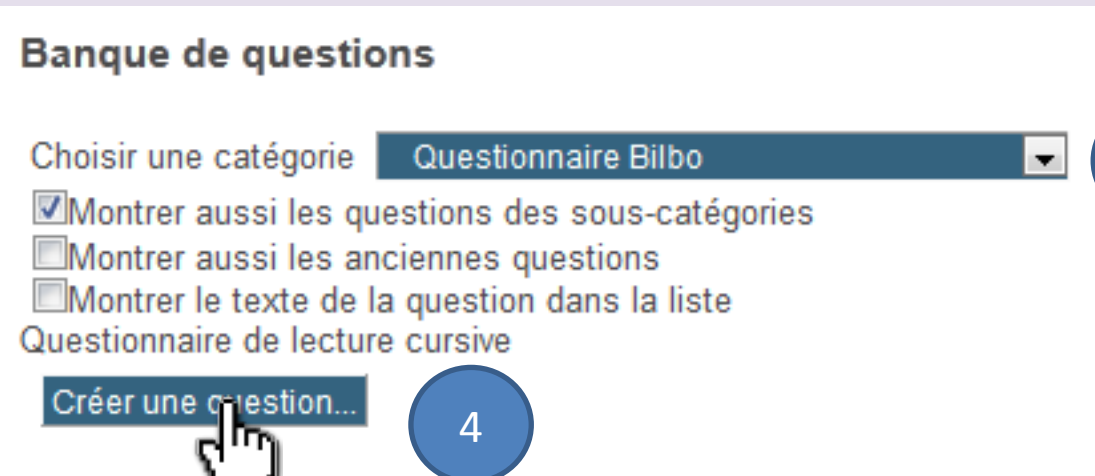 Banque de questions
Choisir une catégorie Questionnaire Bilbo
Montrer aussi les questions des sous-catégories
Montrer aussi les anciennes questions
Montrer le texte de la question dans la liste
Questionnaire de lecture cursive
Créer une question...
4